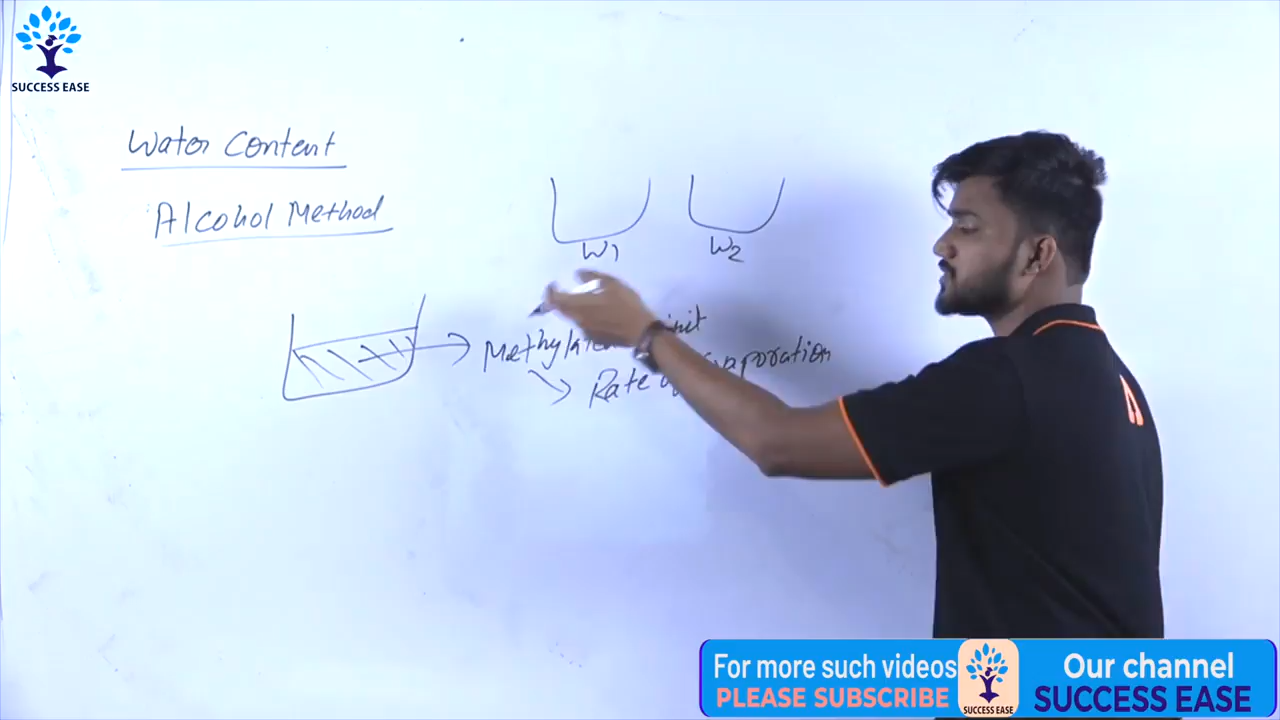 SUCCESS EASE
Water Content
Alcohol Method
W1
W2
Rate
Evaporation
For more such videos
PLEASE SUBSCRIBE
SUCCESS EASE
Our channel
SUCCESS EASE